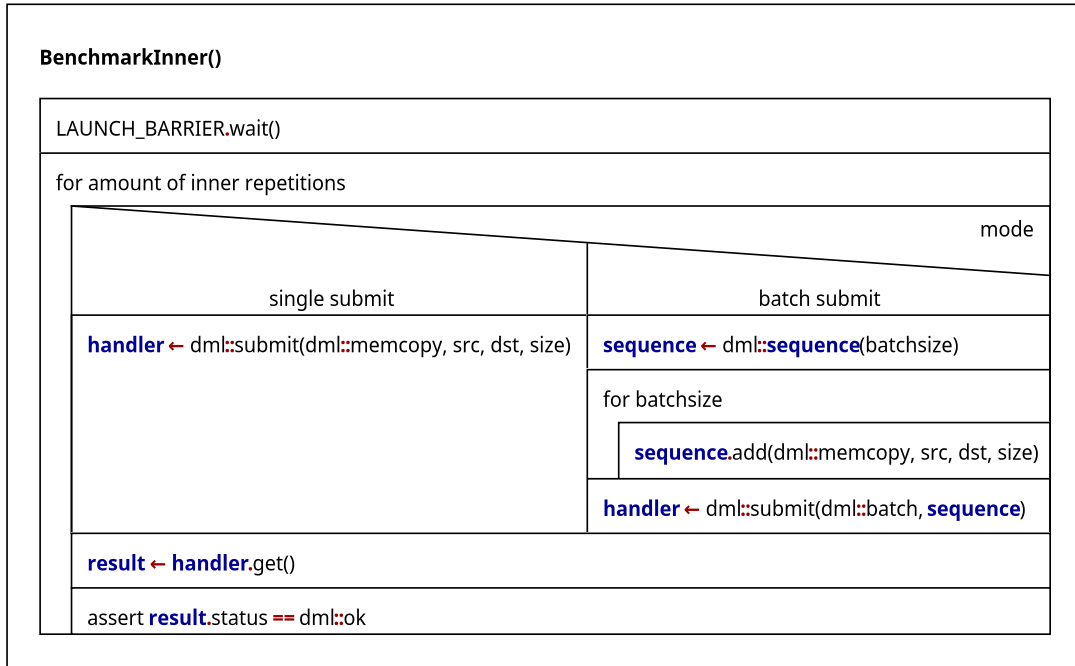 BenchmarkInner()
LAUNCH_BARRIER.wait()
for amount of inner repetitions
mode
single submit
batch submit
handler ← dml::submit(dml::memcopy, src, dst, size)
sequence ← dml::sequence(batchsize)
for batchsize
sequence.add(dml::memcopy, src, dst, size)
handler ← dml::submit(dml::batch, sequence)
result ← handler.get()
assert result.status == dml::ok